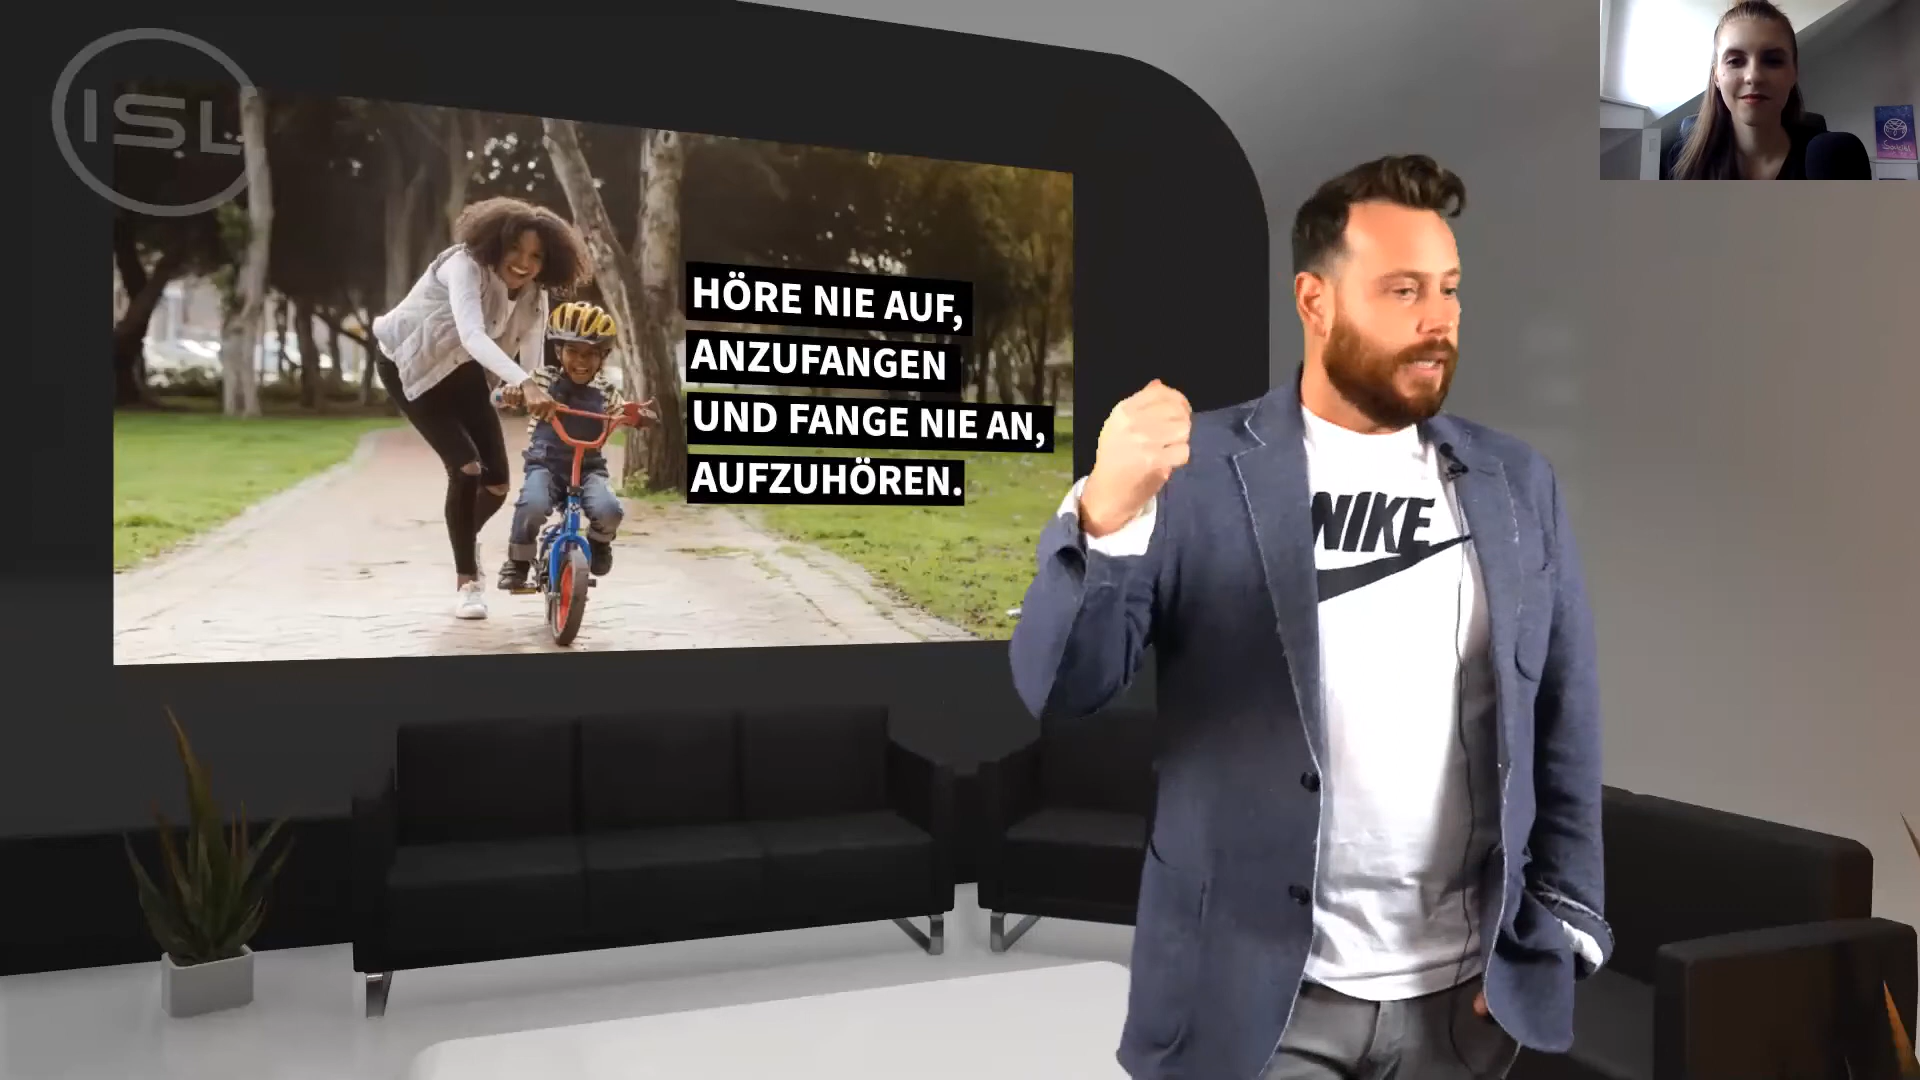 ISL
HÖRE NIE AUF,
ANZUFANGEN
UND FANGE NIE AN,
AUFZUHÖREN.
NIKE